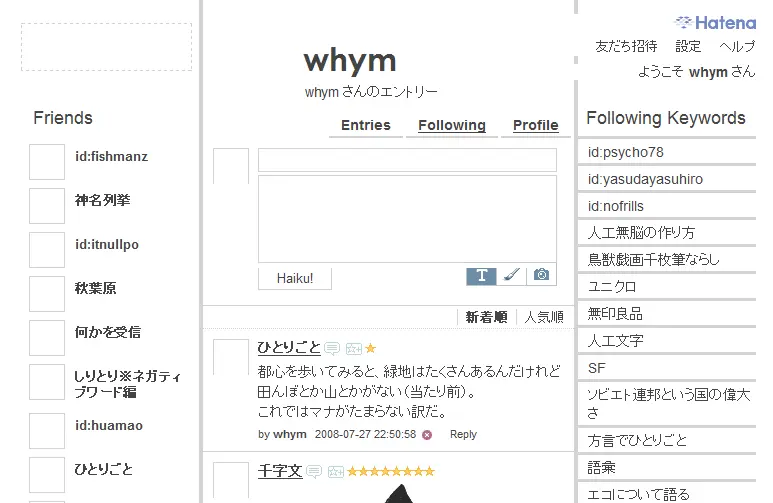 Hatena
友だち招待 設定 ヘルプ
ようこそ whym さん
whym
whym さんのエントリー
Entries Following Profile
Friends
id:fishmanz
神名列挙
id:itnullpo
秋葉原
何かを受信
しりとり※ネガティ
ブワード編
id:huamao
ひとりごと
T
Haiku!
新着順 人気順
ひとりごと
都心を歩いてみると、緑地はたくさんあるんだけれど
田んぼとか山とかがない（当たり前）。
これではマナがたまらない訳だ。
by whym 2008-07-27 22:50:58 Reply
千字文
Following Keywords
id:psycho78
id:yasudayasuhiro
id:nofrills
人工無脳の作り方
鳥獣戯画千枚筆ならし
ユニクロ
無印良品
人工文字
SF
ソビエト連邦という国の偉大
さ
方言でひとりごと
語彙
エコについて語る